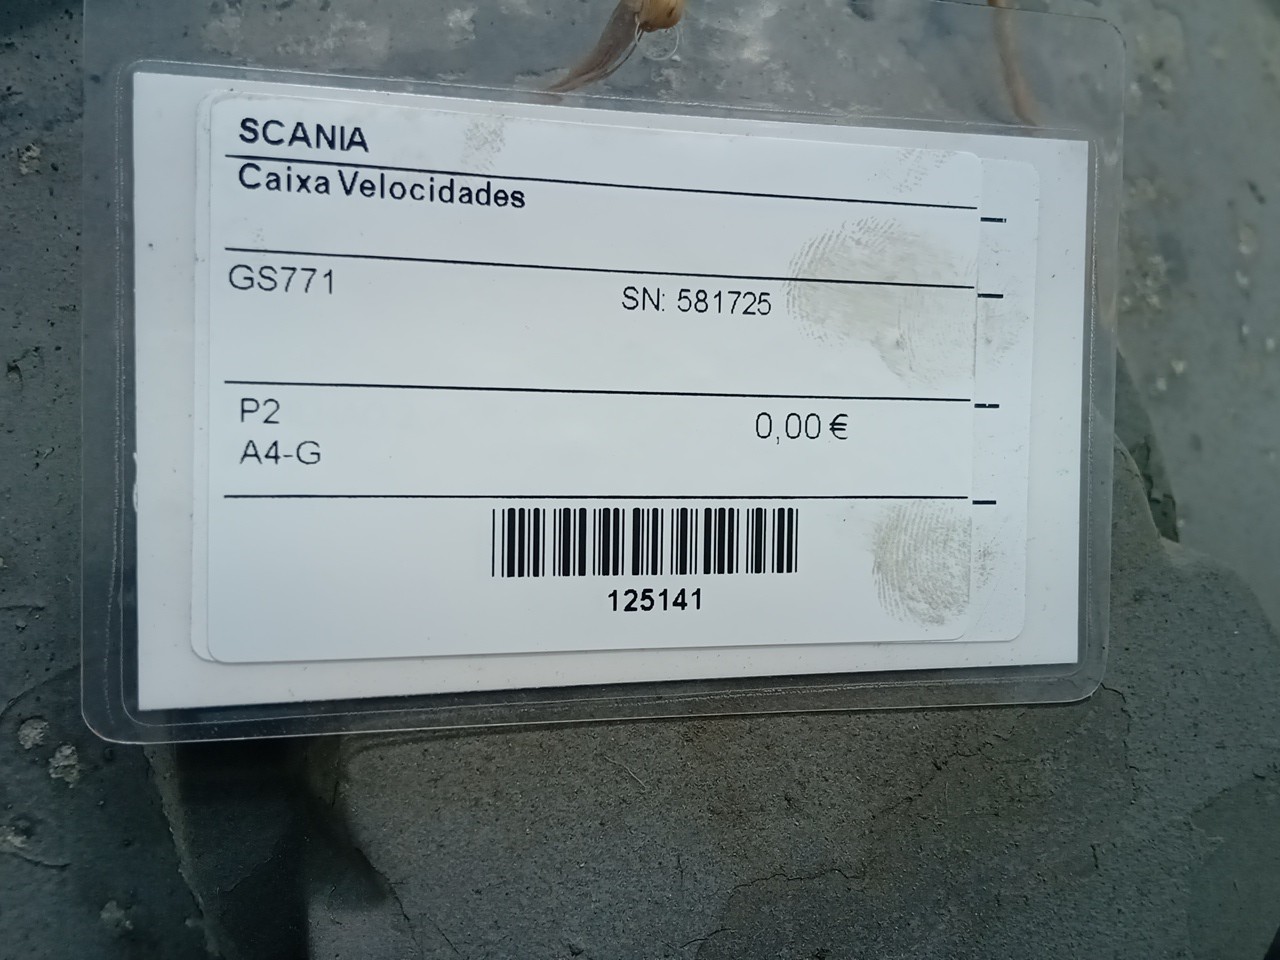 SCANIA
Caixa Velocidades
GS771 SN: 581725
P2 0,00 €
A4-G
125141